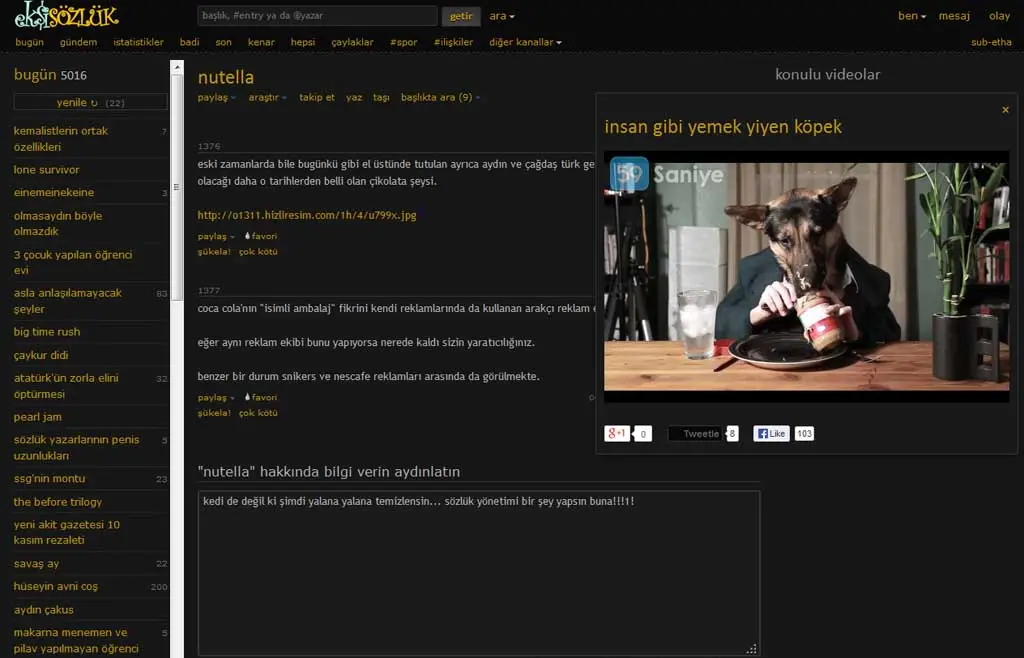 ekşi SÖZLÜK
başlık, #entry ya da @yazar
getir
ara
ben
mesaj
olay
bugün
gündem
istatistikler
badi
son
kenar
hepsi
çaylaklar
#spor
#ilişkiler
diğer kanallar
sub-etha
bugün 5016
yenile ↻ (22)
kemalistlerin ortak 7
özellikleri
lone survivor
einemeinekeine 3
olmasaydın böyle
olmazdık
3 çocuk yapılan öğrenci
evi
asla anlaşılamayacak 83
şeyler
big time rush
çaykur didi
atatürk'ün zorla elini 32
öptürmesi
pearl jam
sözlük yazarlarının penis 5
uzunlukları
ssg'nin montu 23
the before trilogy
yeni akit gazetesi 10
kasım rezaleti
savaş ay 22
hüseyin avni coş 200
aydın çakus
makarna menemen ve 5
pilav yapılmayan öğrenci
nutella
paylaş
araştır
takip et
yaz
taşı
başlıkta ara (9)
1376
eski zamanlarda bile bugünkü gibi el üstünde tutulan ayrıca aydın ve çağdaş türk ge
olacağı daha o tarihlerden belli olan çikolata şeysi.
http://o1311.hizliresim.com/1h/4/u799x.jpg
paylaş
favori
şükela!
çok kötü
1377
coca cola'nın "isimli ambalaj" fikrini kendi reklamlarında da kullanan arakçı reklam
eğer aynı reklam ekibi bunu yapıyorsa nerede kaldı sizin yaratıcılığınız.
benzer bir durum snikers ve nescafe reklamları arasında da görülmekte.
paylaş
favori
şükela!
çok kötü
"nutella" hakkında bilgi verin aydınlatın
kedi de değil ki şimdi yalana yalana temizlensin... sözlük yönetimi bir şey yapsın buna!!!1!
konulu videolar
×
insan gibi yemek yiyen köpek
59 Saniye
g +1 0
Tweetle 8
f Like 103